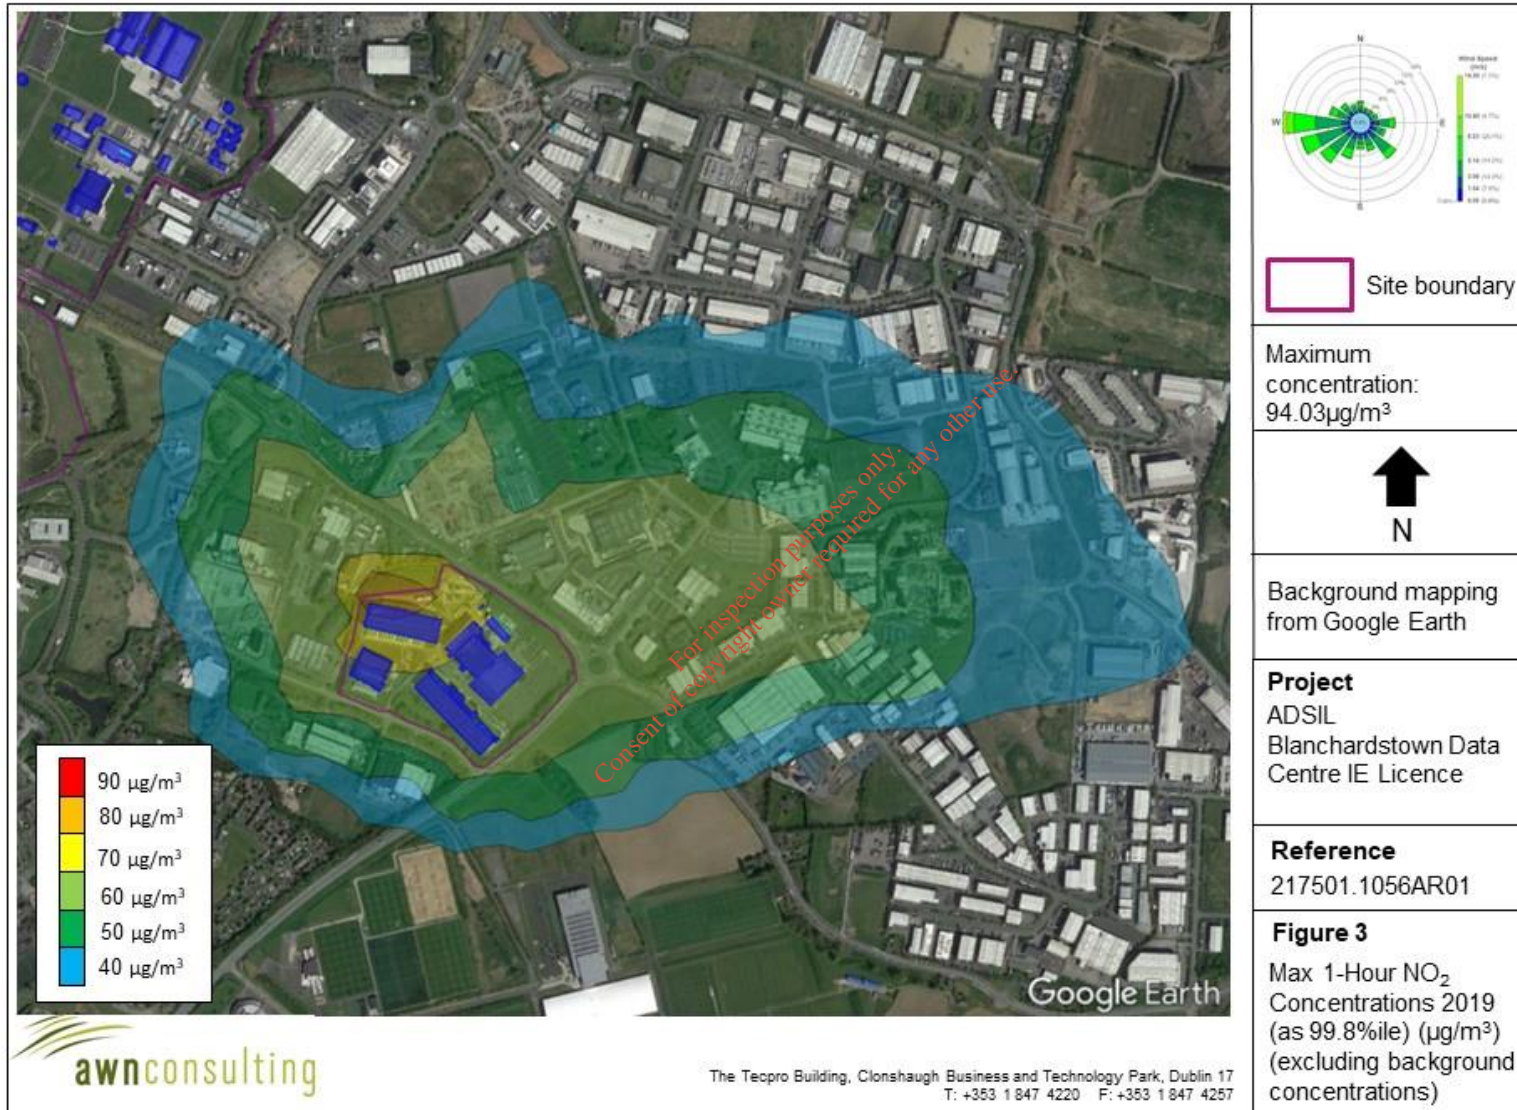 N
W
E
S
Wind Speed
(m/s)
Site boundary
Maximum
concentration:
94.03µg/m³
N
Background mapping
from Google Earth
Project
ADSIL
Blanchardstown Data
Centre IE Licence
Reference
217501.1056AR01
Figure 3
Max 1-Hour NO₂
Concentrations 2019
(as 99.8%ile) (µg/m³)
(excluding background
concentrations)
For inspection purposes only.
Consent of copyright owner required for any other use.
90 µg/m³
80 µg/m³
70 µg/m³
60 µg/m³
50 µg/m³
40 µg/m³
Google Earth
awnconsulting
The Tecpro Building, Clonshaugh Business and Technology Park, Dublin 17
T: +353 1 847 4220 F: +353 1 847 4257